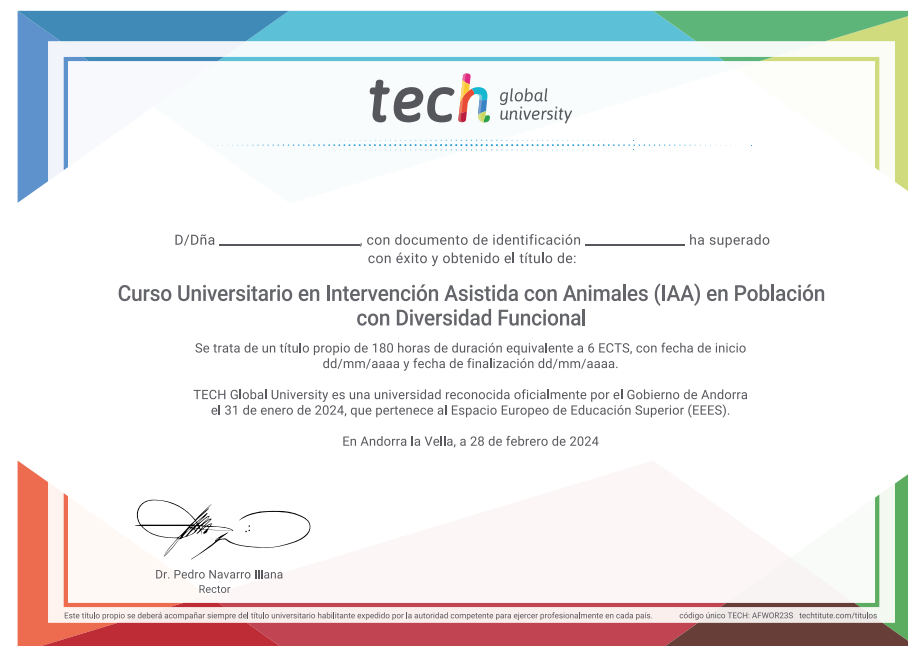 tech global university
D/Dña ____________________, con documento de identificación ______________ ha superado
con éxito y obtenido el título de:
Curso Universitario en Intervención Asistida con Animales (IAA) en Población
con Diversidad Funcional
Se trata de un título propio de 180 horas de duración equivalente a 6 ECTS, con fecha de inicio
dd/mm/aaaa y fecha de finalización dd/mm/aaaa.
TECH Global University es una universidad reconocida oficialmente por el Gobierno de Andorra
el 31 de enero de 2024, que pertenece al Espacio Europeo de Educación Superior (EEES).
En Andorra la Vella, a 28 de febrero de 2024
Dr. Pedro Navarro Illana
Rector
Este título propio se deberá acompañar siempre del título universitario habilitante expedido por la autoridad competente para ejercer profesionalmente en cada país. código único TECH: AFWOR23S techtitute.com/titulos